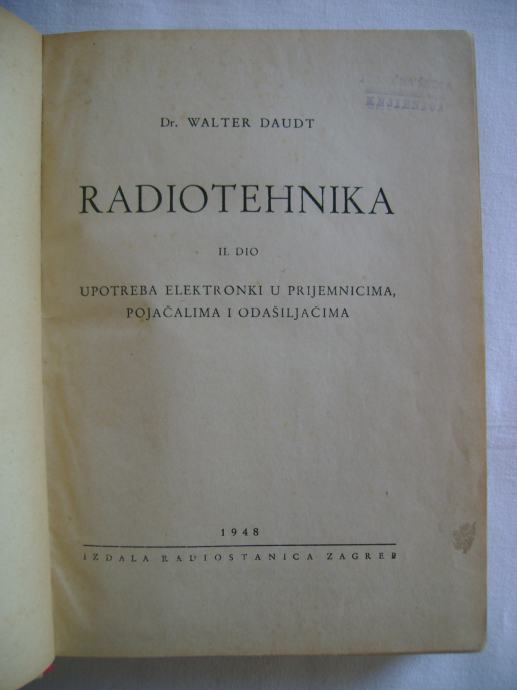 Dr. WALTER DAUDT
RADIOTEHNIKA
II. DIO
UPOTREBA ELEKTRONKI U PRIJEMNICIMA,
POJAČALIMA I ODAŠILJAČIMA
1948
IZDALA RADIOSTANICA ZAGREB